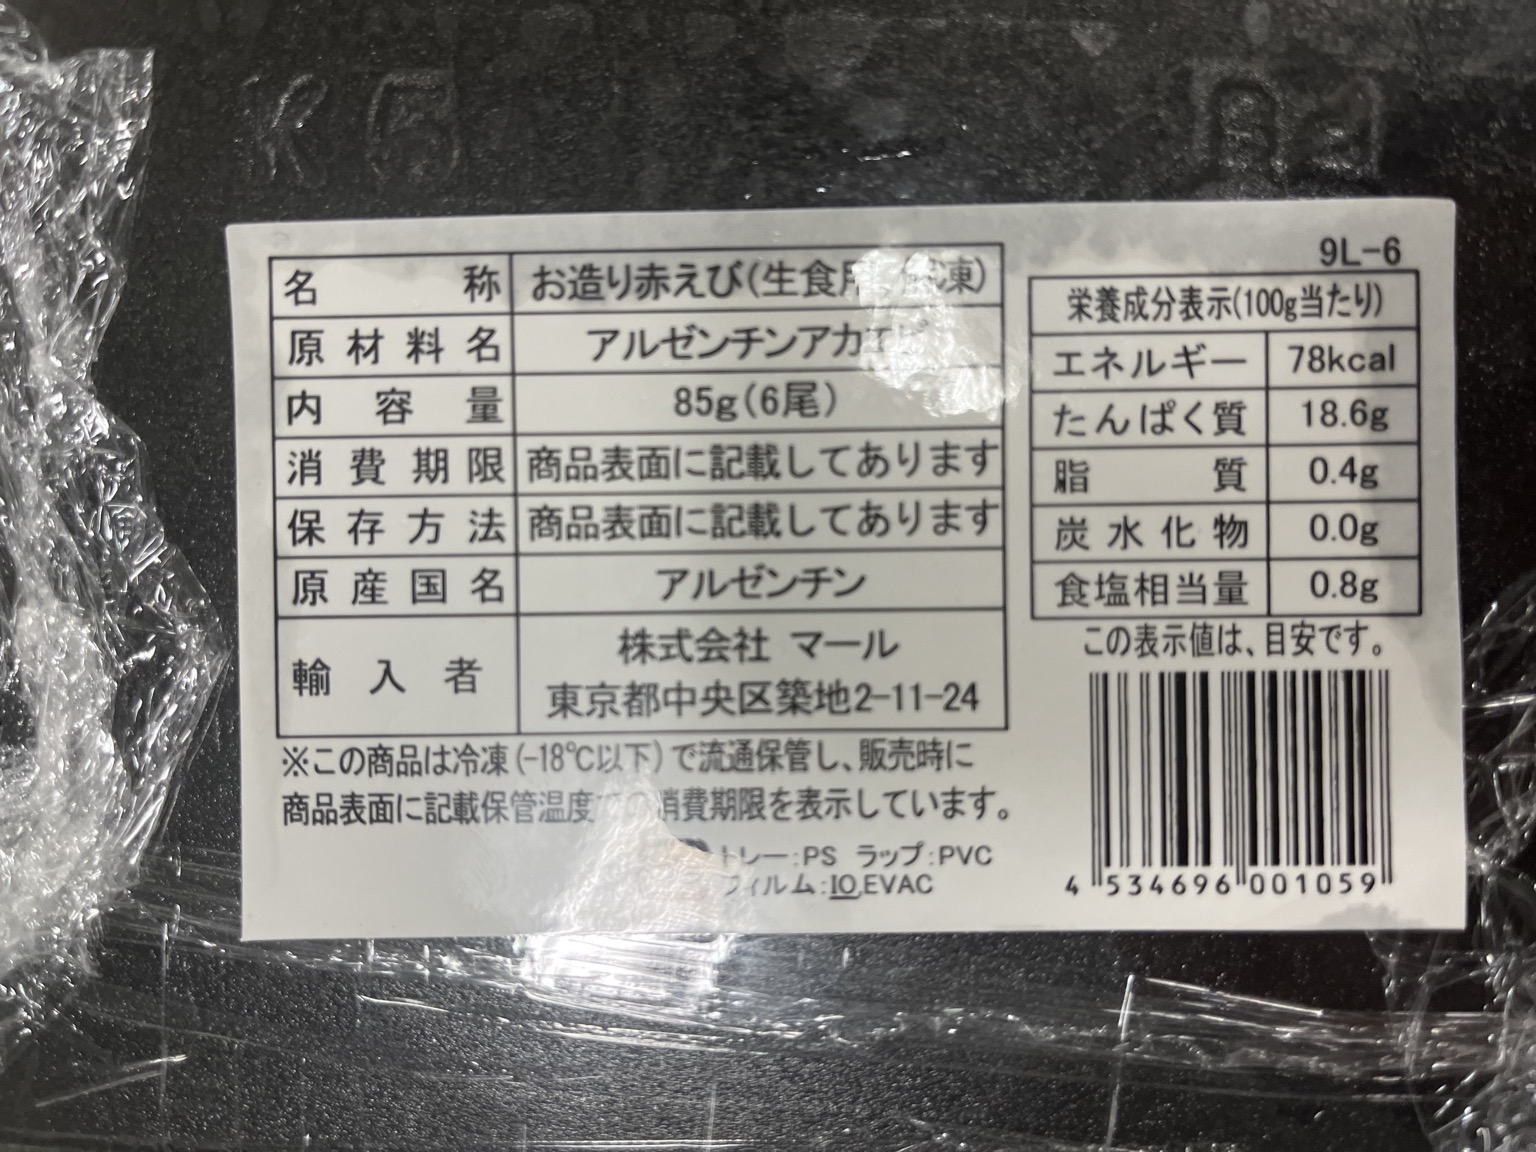 名称 お造り赤えび(生食用 解凍)
原材料名 アルゼンチンアカエビ
内容量 85g(6尾)
消費期限 商品表面に記載してあります
保存方法 商品表面に記載してあります
原産国名 アルゼンチン
輸入者 株式会社 マール
東京都中央区築地2-11-24
※この商品は冷凍(-18℃以下)で流通保管し、販売時に
商品表面に記載保管温度での消費期限を表示しています。
トレー:PS ラップ:PVC
フィルム:IO,EVAC
9L-6
栄養成分表示(100g当たり)
エネルギー 78kcal
たんぱく質 18.6g
脂質 0.4g
炭水化物 0.0g
食塩相当量 0.8g
この表示値は、目安です。
4 534696 001059